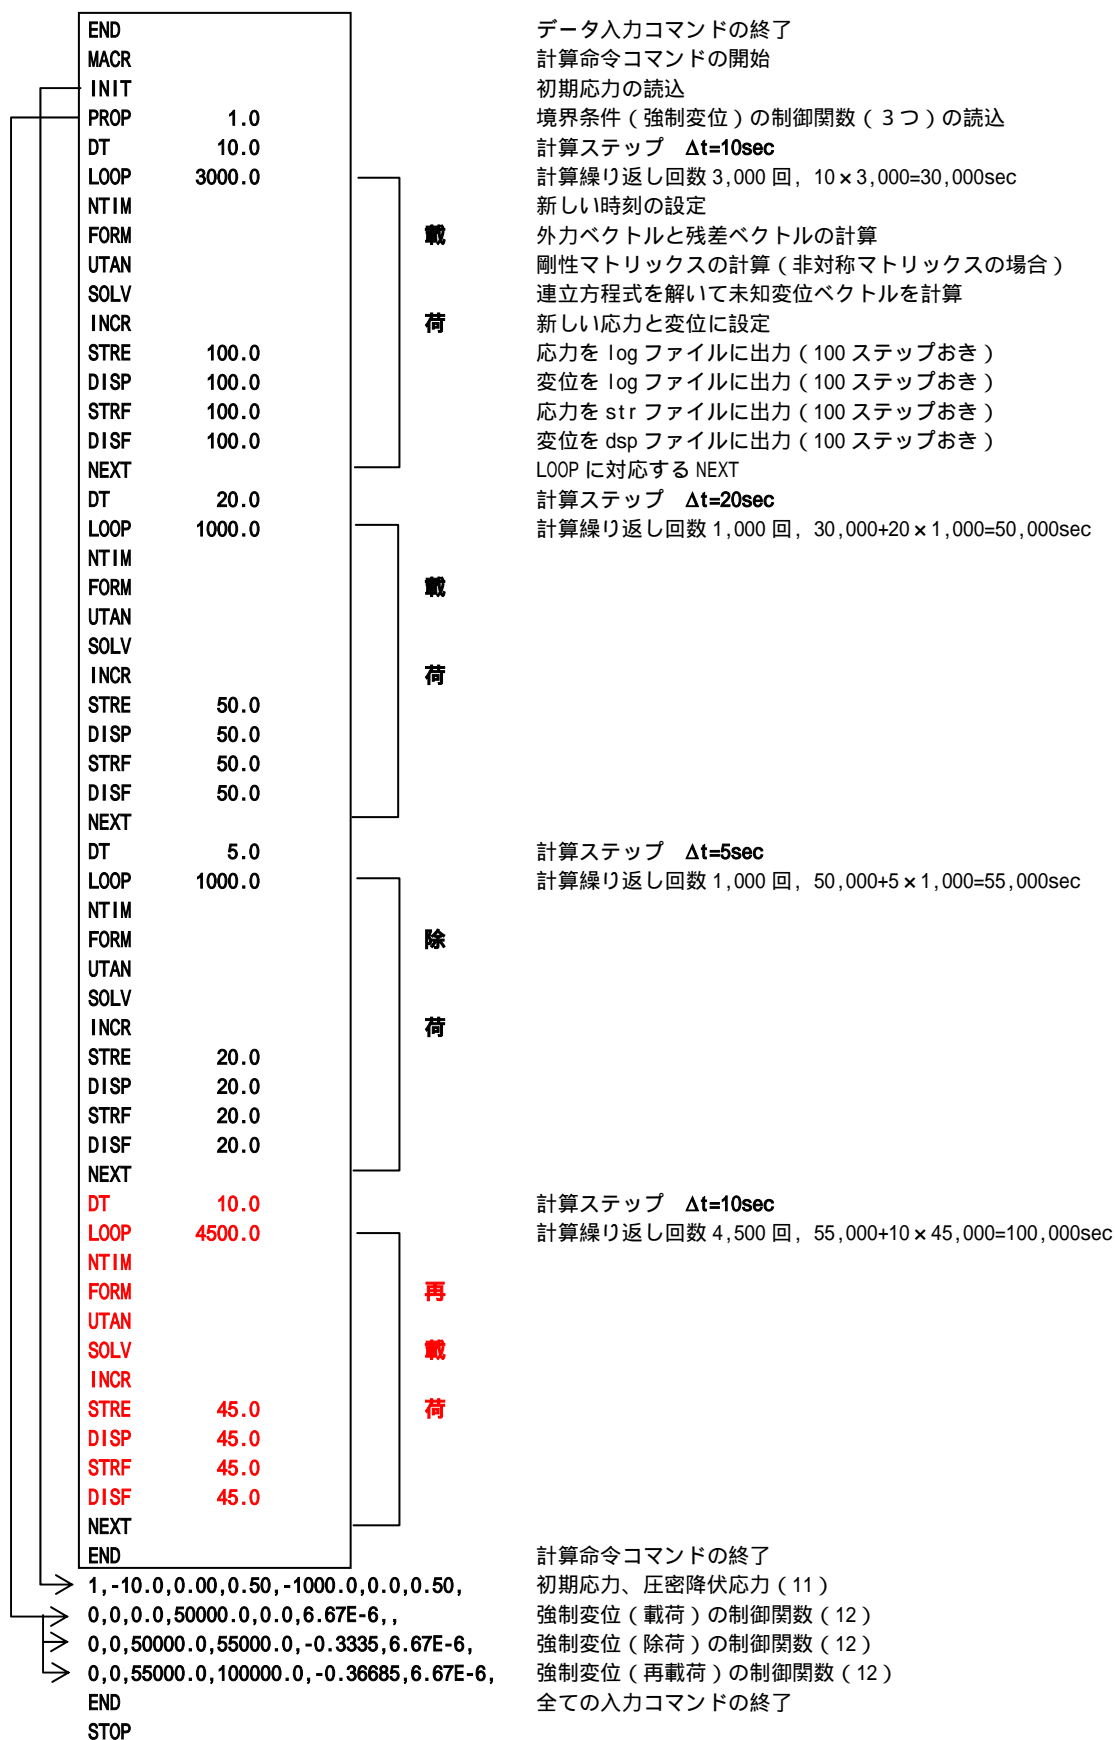 END データ入力コマンドの終了
MACR 計算命令コマンドの開始
INIT 初期応力の読込
PROP 1.0 境界条件(強制変位)の制御関数(3つ)の読込
DT 10.0 計算ステップ Δt=10sec
LOOP 3000.0 計算繰り返し回数 3,000 回, 10×3,000=30,000sec
NTIM 新しい時刻の設定
FORM 載 外力ベクトルと残差ベクトルの計算
UTAN 剛性マトリックスの計算(非対称マトリックスの場合)
SOLV 連立方程式を解いて未知変位ベクトルを計算
INCR 荷 新しい応力と変位に設定
STRE 100.0 応力を log ファイルに出力(100 ステップおき)
DISP 100.0 変位を log ファイルに出力(100 ステップおき)
STRF 100.0 応力を str ファイルに出力(100 ステップおき)
DISF 100.0 変位を dsp ファイルに出力(100 ステップおき)
NEXT LOOP に対応する NEXT
DT 20.0 計算ステップ Δt=20sec
LOOP 1000.0 計算繰り返し回数 1,000 回, 30,000+20×1,000=50,000sec
NTIM
FORM 載
UTAN
SOLV
INCR 荷
STRE 50.0
DISP 50.0
STRF 50.0
DISF 50.0
NEXT
DT 5.0 計算ステップ Δt=5sec
LOOP 1000.0 計算繰り返し回数 1,000 回, 50,000+5×1,000=55,000sec
NTIM
FORM 除
UTAN
SOLV
INCR 荷
STRE 20.0
DISP 20.0
STRF 20.0
DISF 20.0
NEXT
DT 10.0 計算ステップ Δt=10sec
LOOP 4500.0 計算繰り返し回数 4,500 回, 55,000+10×45,000=100,000sec
NTIM
FORM 再
UTAN
SOLV 載
INCR
STRE 45.0 荷
DISP 45.0
STRF 45.0
DISF 45.0
NEXT
END 計算命令コマンドの終了
1,-10.0,0.00,0.50,-1000.0,0.0,0.50, 初期応力、圧密降伏応力(11)
0,0,0.0,50000.0,0.0,6.67E-6,, 強制変位(載荷)の制御関数(12)
0,0,50000.0,55000.0,-0.3335,6.67E-6, 強制変位(除荷)の制御関数(12)
0,0,55000.0,100000.0,-0.36685,6.67E-6, 強制変位(再載荷)の制御関数(12)
END 全ての入力コマンドの終了
STOP